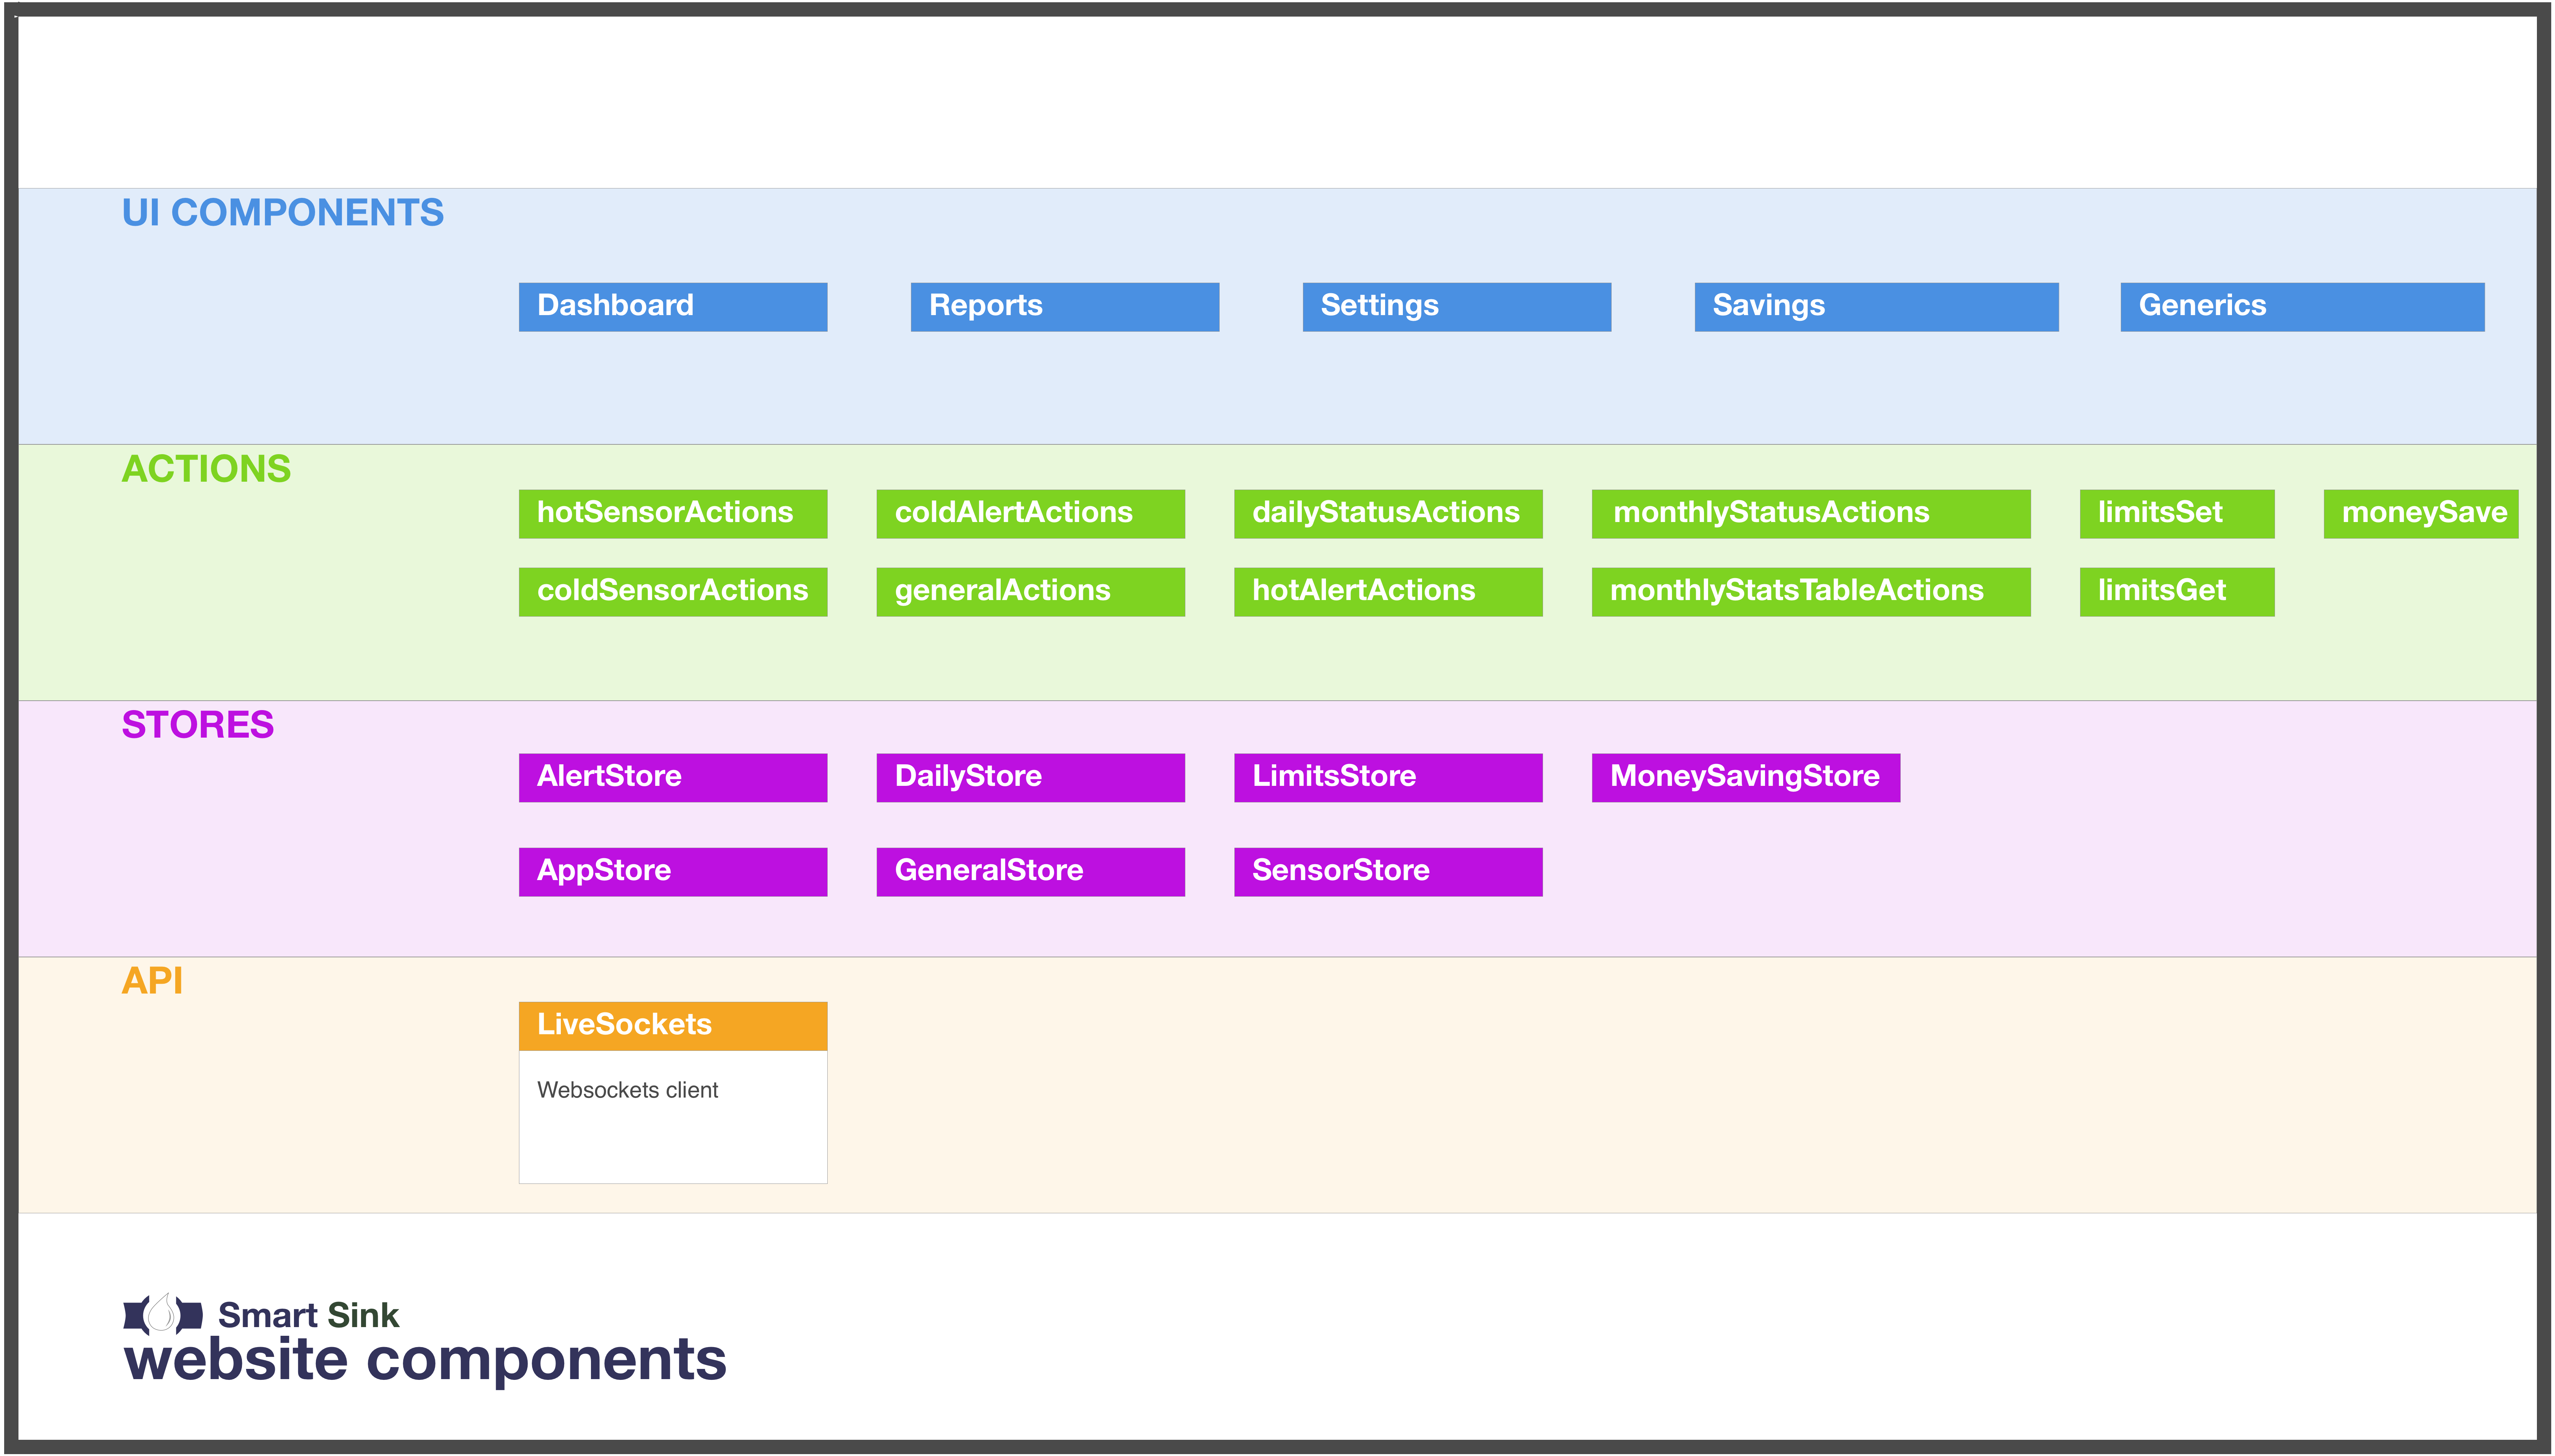 UI COMPONENTS
Dashboard Reports Settings Savings Generics
ACTIONS
hotSensorActions coldAlertActions dailyStatusActions monthlyStatusActions limitsSet moneySave
coldSensorActions generalActions hotAlertActions monthlyStatsTableActions limitsGet
STORES
AlertStore DailyStore LimitsStore MoneySavingStore
AppStore GeneralStore SensorStore
API
LiveSockets
Websockets client
Smart Sink
website components